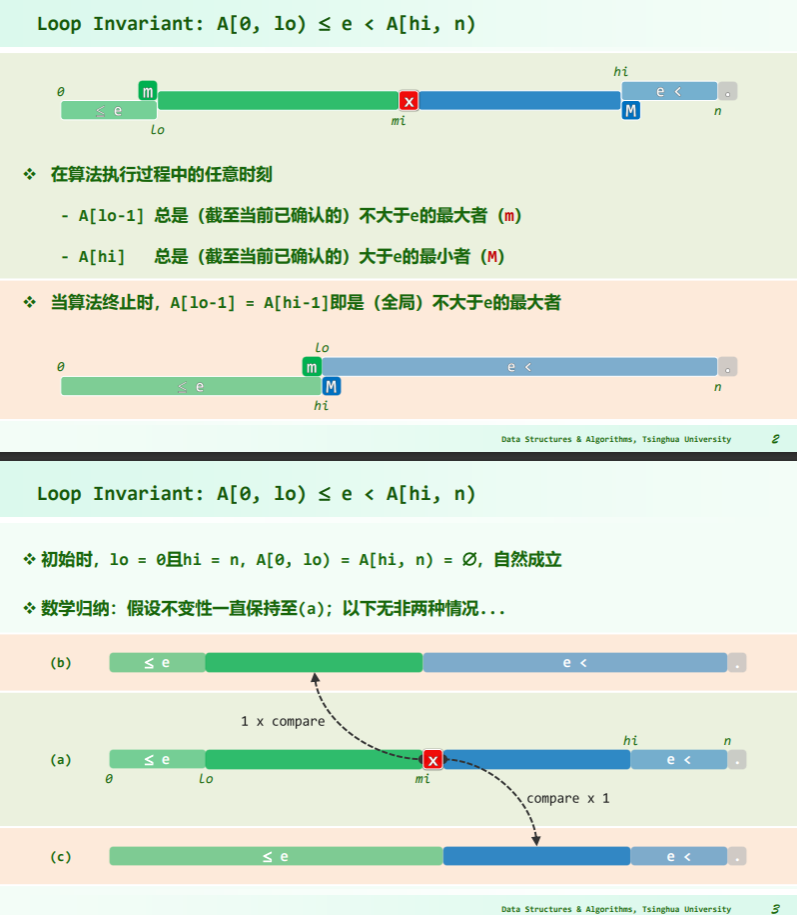 Loop Invariant: A[0, lo) ≤ e < A[hi, n)
hi
0 m x e < .
≤ e mi M n
lo
❖ 在算法执行过程中的任意时刻
- A[lo-1] 总是（截至当前已确认的）不大于e的最大者（m）
- A[hi] 总是（截至当前已确认的）大于e的最小者（M）
❖ 当算法终止时，A[lo-1] = A[hi-1]即是（全局）不大于e的最大者
lo
0 m e < .
≤ e M n
hi
Data Structures & Algorithms, Tsinghua University 2
Loop Invariant: A[0, lo) ≤ e < A[hi, n)
❖ 初始时，lo = 0且hi = n，A[0, lo) = A[hi, n) = ∅，自然成立
❖ 数学归纳：假设不变性一直保持至(a)；以下无非两种情况...
(b) ≤ e e < .
1 x compare
hi n
(a) ≤ e x e < .
0 lo mi
compare x 1
(c) ≤ e e < .
Data Structures & Algorithms, Tsinghua University 3